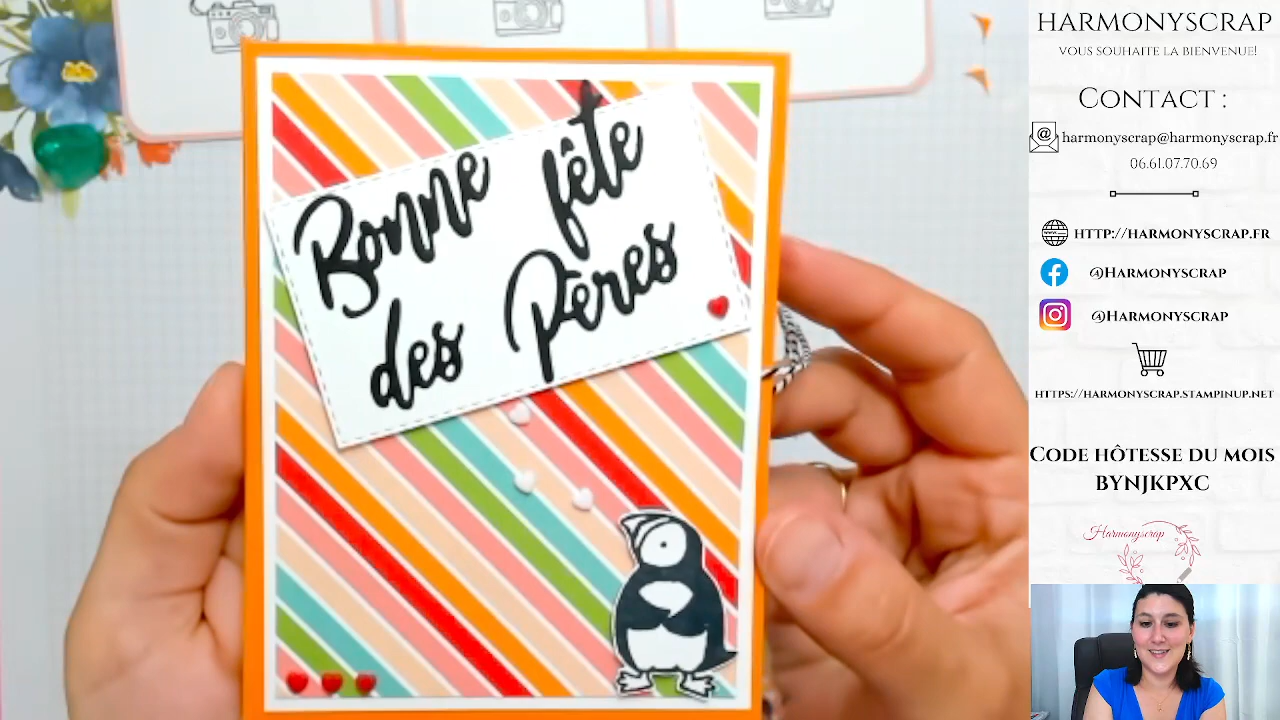 Bonne fête
des Pères
HARMONYSCRAP
VOUS SOUHAITE LA BIENVENUE!
CONTACT :
harmonyscrap@harmonyscrap.fr
06.61.07.70.69
HTTP://HARMONYSCRAP.FR
@HARMONYSCRAP
@HARMONYSCRAP
HTTPS://HARMONYSCRAP.STAMPINUP.NET
CODE HÔTESSE DU MOIS
BYNJKPXC
Harmonyscrap